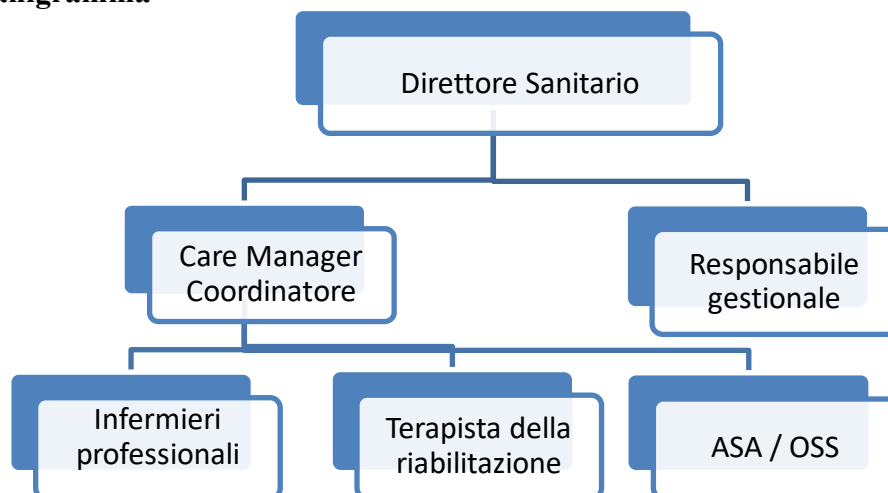 Direttore Sanitario
Care Manager
Coordinatore
Responsabile
gestionale
Infermieri
professionali
Terapista della
riabilitazione
ASA / OSS